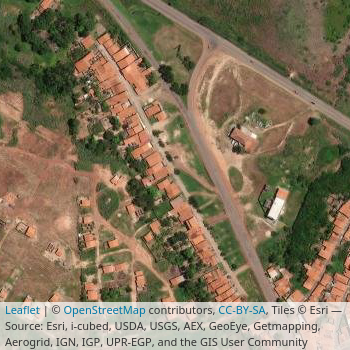 Leaflet | © OpenStreetMap contributors, CC-BY-SA, Tiles © Esri —
Source: Esri, i-cubed, USDA, USGS, AEX, GeoEye, Getmapping,
Aerogrid, IGN, IGP, UPR-EGP, and the GIS User Community